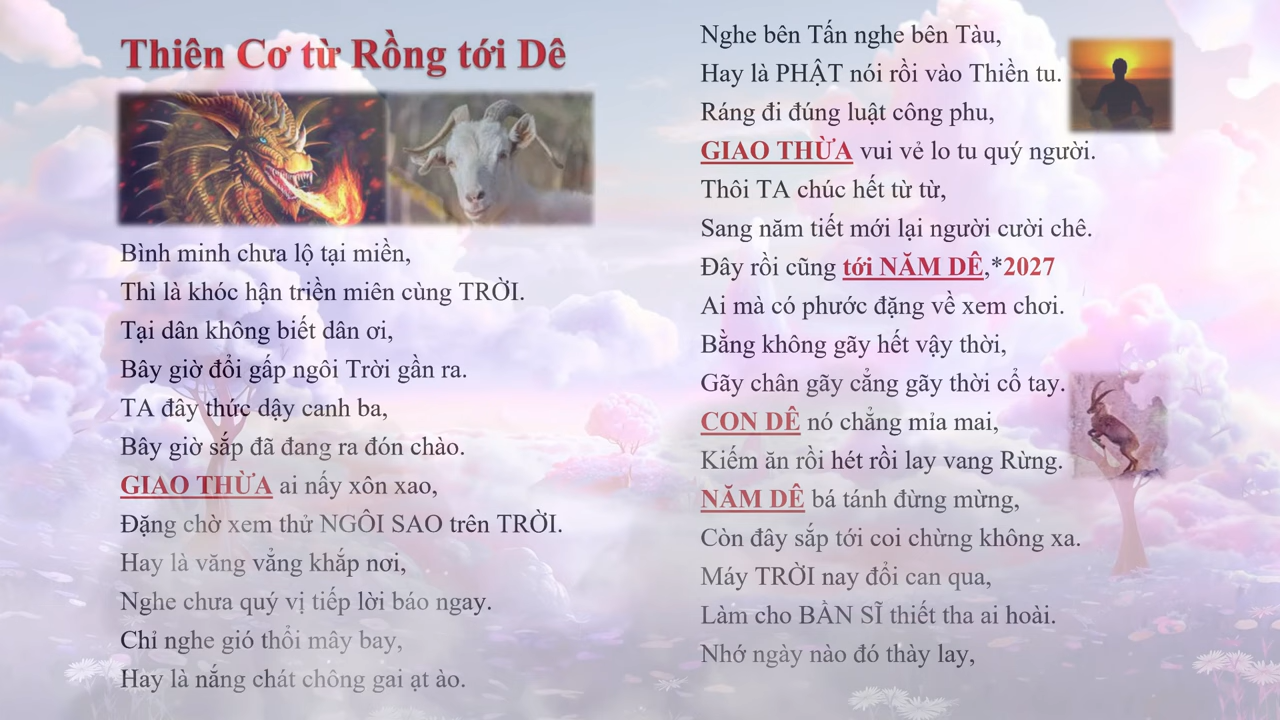 Thiên Cơ từ Rồng tới Dê
Bình minh chưa lộ tại miền,
Thì là khóc hận triền miên cùng TRỜI.
Tại dân không biết dân ơi,
Bây giờ đổi gấp ngôi Trời gần ra.
TA đây thức dậy canh ba,
Bây giờ sắp đã đang ra đón chào.
GIAO THỪA ai nấy xôn xao,
Đặng chờ xem thử NGÔI SAO trên TRỜI.
Hay là văng vẳng khắp nơi,
Nghe chưa quý vị tiếp lời báo ngay.
Chỉ nghe gió thổi mây bay,
Hay là nắng chát chông gai ạt ào.
Nghe bên Tấn nghe bên Tàu,
Hay là PHẬT nói rồi vào Thiền tu.
Ráng đi đúng luật công phu,
GIAO THỪA vui vẻ lo tu quý người.
Thôi TA chúc hết từ từ,
Sang năm tiết mới lại người cười chê.
Đây rồi cũng tới NĂM DÊ,*2027
Ai mà có phước đặng về xem chơi.
Bằng không gãy hết vậy thời,
Gãy chân gãy cẳng gãy thời cổ tay.
CON DÊ nó chẳng mỉa mai,
Kiếm ăn rồi hét rồi lay vang Rừng.
NĂM DÊ bá tánh đừng mừng,
Còn đây sắp tới coi chừng không xa.
Máy TRỜI nay đổi can qua,
Làm cho BẦN SĨ thiết tha ai hoài.
Nhớ ngày nào đó thày lay,